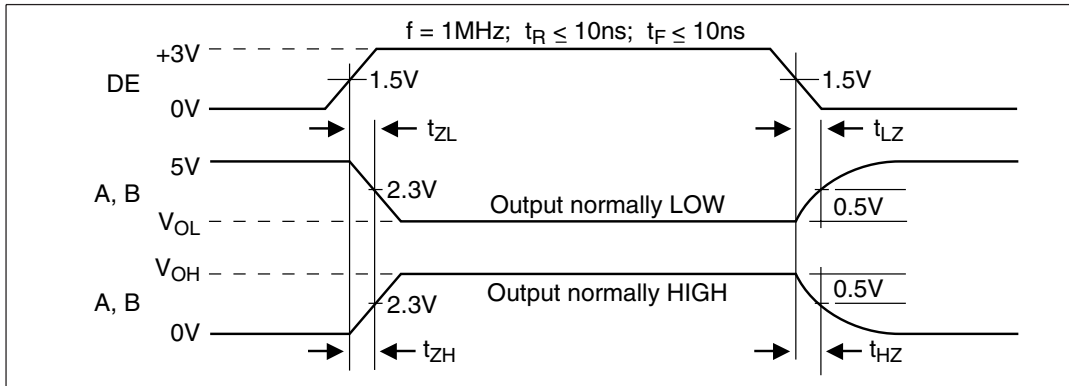 f = 1MHz; tR ≤ 10ns; tF ≤ 10ns
+3V
DE
1.5V
1.5V
0V
tZL
tLZ
5V
A, B
2.3V
Output normally LOW
0.5V
VOL
VOH
A, B
2.3V
Output normally HIGH
0.5V
0V
tZH
tHZ